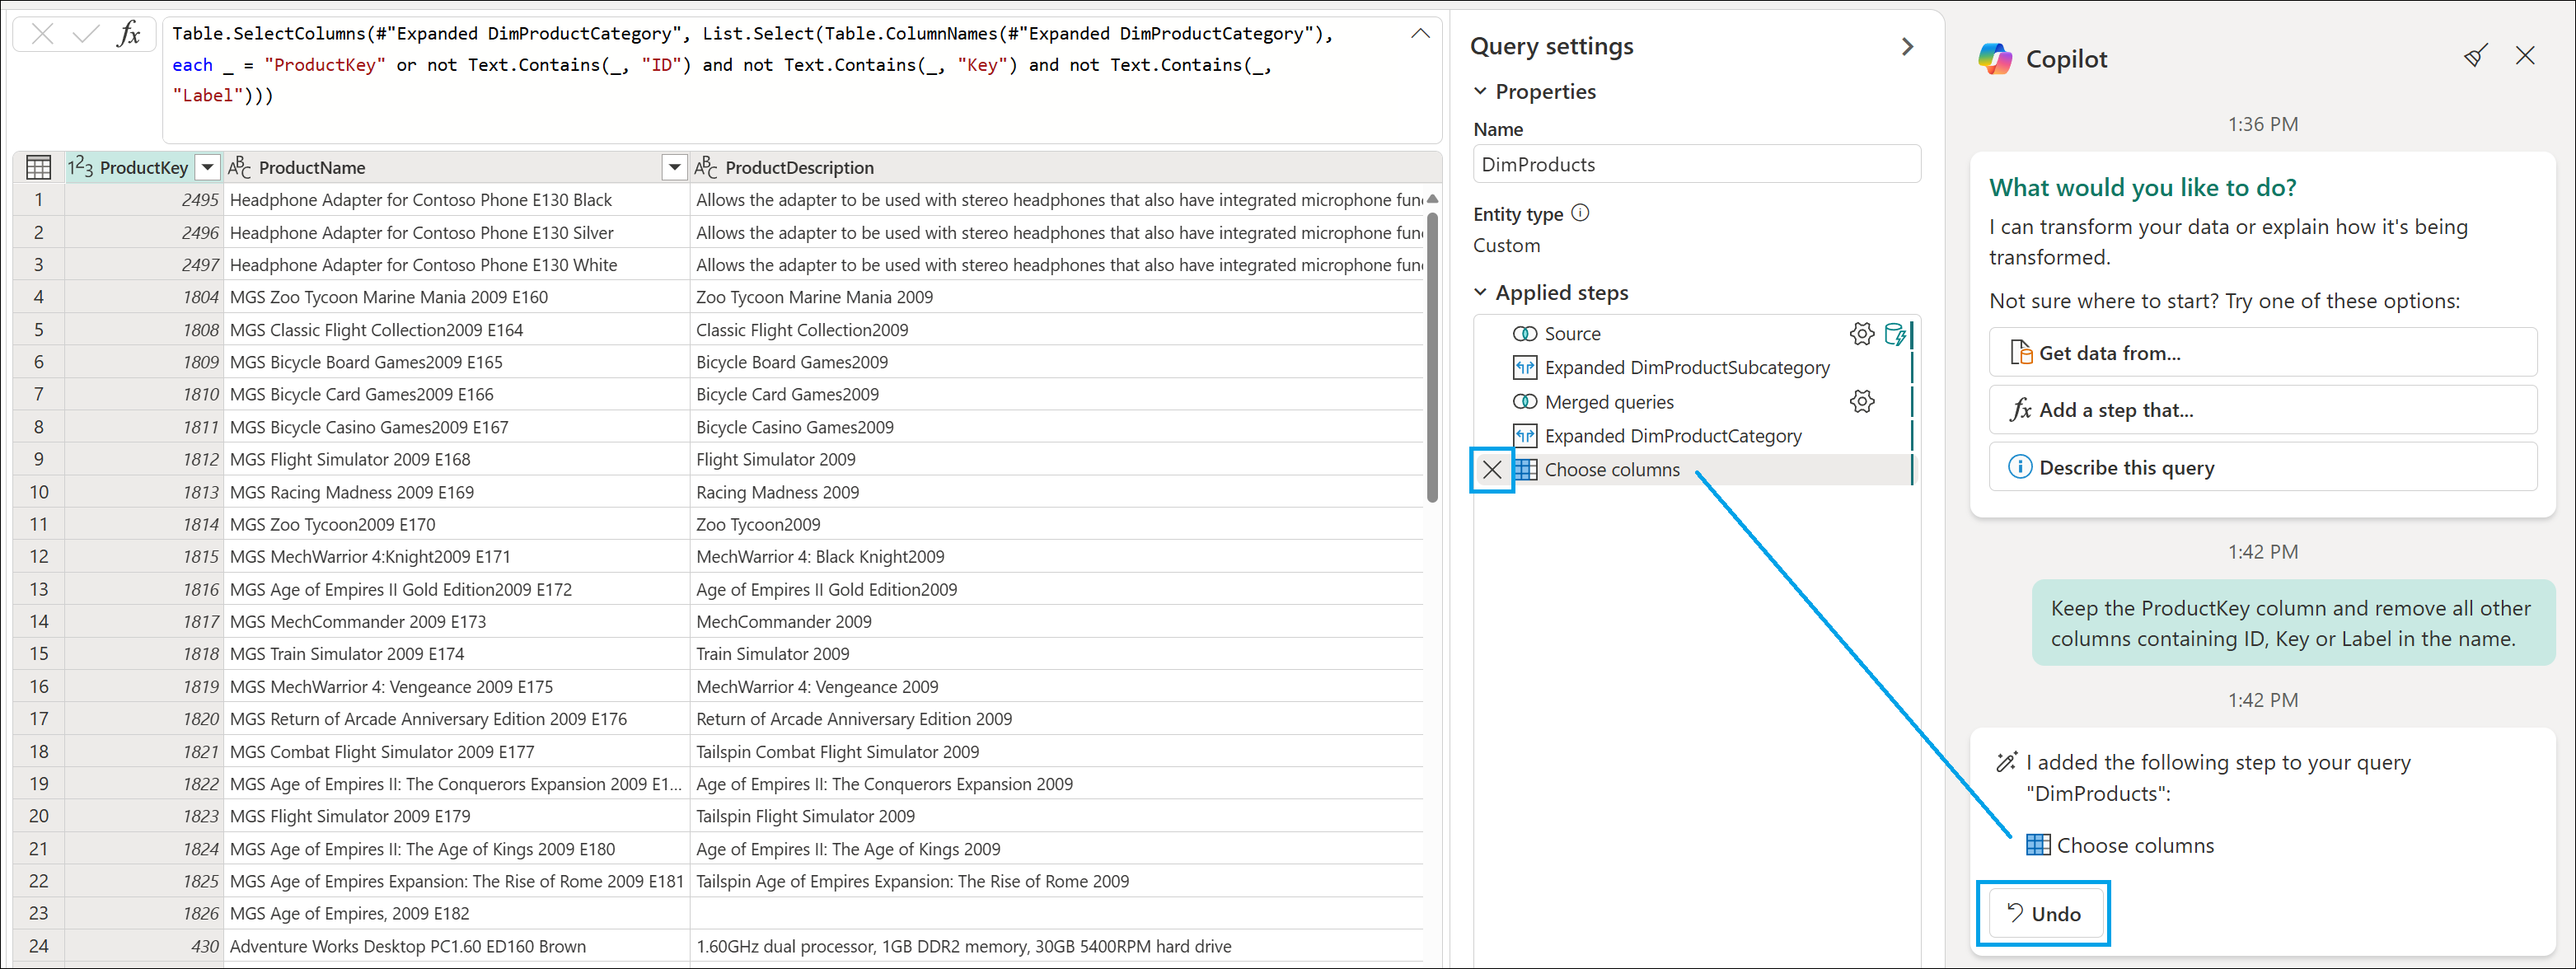 fx
Table.SelectColumns(#"Expanded DimProductCategory", List.Select(Table.ColumnNames(#"Expanded DimProductCategory"),
each _ = "ProductKey" or not Text.Contains(_, "ID") and not Text.Contains(_, "Key") and not Text.Contains(_,
"Label")))
123 ProductKey ABC ProductName ABC ProductDescription
1 2495 Headphone Adapter for Contoso Phone E130 Black Allows the adapter to be used with stereo headphones that also have integrated microphone fun
2 2496 Headphone Adapter for Contoso Phone E130 Silver Allows the adapter to be used with stereo headphones that also have integrated microphone fun
3 2497 Headphone Adapter for Contoso Phone E130 White Allows the adapter to be used with stereo headphones that also have integrated microphone fun
4 1804 MGS Zoo Tycoon Marine Mania 2009 E160 Zoo Tycoon Marine Mania 2009
5 1808 MGS Classic Flight Collection2009 E164 Classic Flight Collection2009
6 1809 MGS Bicycle Board Games2009 E165 Bicycle Board Games2009
7 1810 MGS Bicycle Card Games2009 E166 Bicycle Card Games2009
8 1811 MGS Bicycle Casino Games2009 E167 Bicycle Casino Games2009
9 1812 MGS Flight Simulator 2009 E168 Flight Simulator 2009
10 1813 MGS Racing Madness 2009 E169 Racing Madness 2009
11 1814 MGS Zoo Tycoon2009 E170 Zoo Tycoon2009
12 1815 MGS MechWarrior 4:Knight2009 E171 MechWarrior 4: Black Knight2009
13 1816 MGS Age of Empires II Gold Edition2009 E172 Age of Empires II Gold Edition2009
14 1817 MGS MechCommander 2009 E173 MechCommander 2009
15 1818 MGS Train Simulator 2009 E174 Train Simulator 2009
16 1819 MGS MechWarrior 4: Vengeance 2009 E175 MechWarrior 4: Vengeance 2009
17 1820 MGS Return of Arcade Anniversary Edition 2009 E176 Return of Arcade Anniversary Edition 2009
18 1821 MGS Combat Flight Simulator 2009 E177 Tailspin Combat Flight Simulator 2009
19 1822 MGS Age of Empires II: The Conquerors Expansion 2009 E1... Age of Empires II: The Conquerors Expansion 2009
20 1823 MGS Flight Simulator 2009 E179 Tailspin Flight Simulator 2009
21 1824 MGS Age of Empires II: The Age of Kings 2009 E180 Age of Empires II: The Age of Kings 2009
22 1825 MGS Age of Empires Expansion: The Rise of Rome 2009 E181 Tailspin Age of Empires Expansion: The Rise of Rome 2009
23 1826 MGS Age of Empires, 2009 E182
24 430 Adventure Works Desktop PC1.60 ED160 Brown 1.60GHz dual processor, 1GB DDR2 memory, 30GB 5400RPM hard drive
Query settings
Properties
Name
DimProducts
Entity type
Custom
Applied steps
Source
Expanded DimProductSubcategory
Merged queries
Expanded DimProductCategory
Choose columns
Copilot
1:36 PM
What would you like to do?
I can transform your data or explain how it's being
transformed.
Not sure where to start? Try one of these options:
Get data from...
fx Add a step that...
Describe this query
1:42 PM
Keep the ProductKey column and remove all other
columns containing ID, Key or Label in the name.
1:42 PM
I added the following step to your query
"DimProducts":
Choose columns
Undo